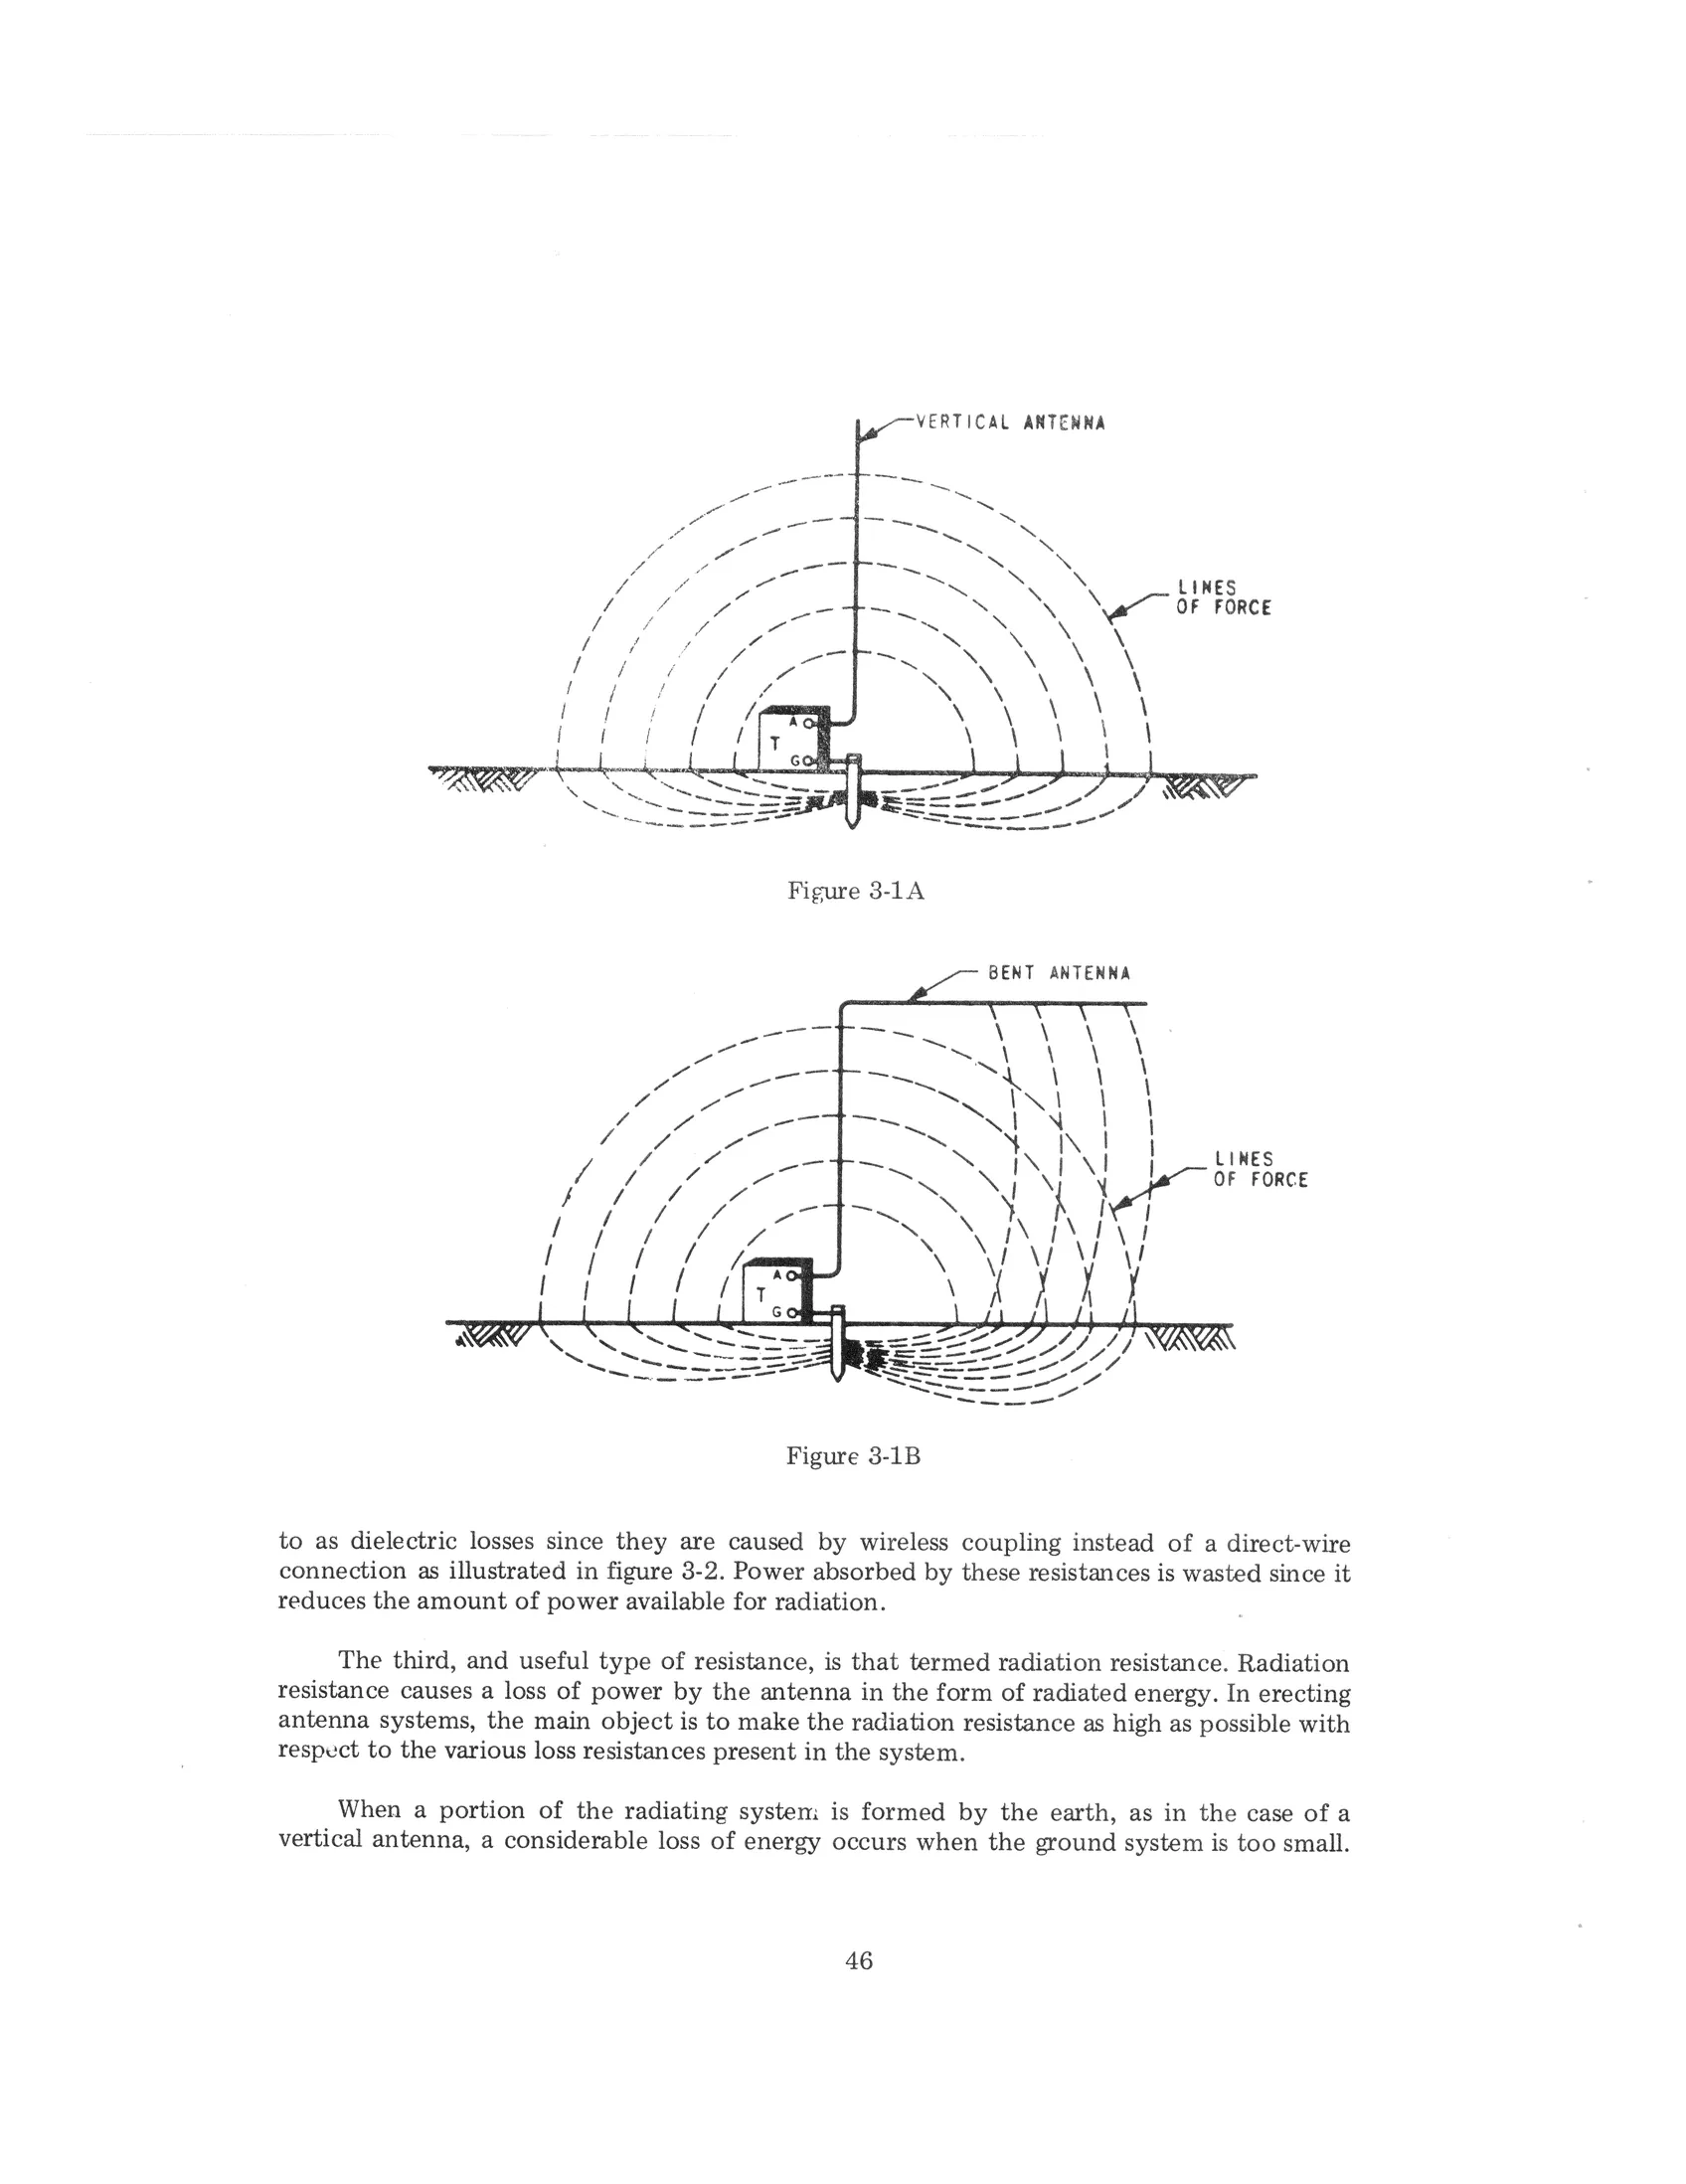 VERTICAL ANTENNA
LINES
OF FORCE
A
T
G
Figure 3-1A
BENT ANTENNA
LINES
OF FORCE
A
T
G
Figure 3-1B
to as dielectric losses since they are caused by wireless coupling instead of a direct-wire
connection as illustrated in figure 3-2. Power absorbed by these resistances is wasted since it
reduces the amount of power available for radiation.
The third, and useful type of resistance, is that termed radiation resistance. Radiation
resistance causes a loss of power by the antenna in the form of radiated energy. In erecting
antenna systems, the main object is to make the radiation resistance as high as possible with
respect to the various loss resistances present in the system.
When a portion of the radiating system is formed by the earth, as in the case of a
vertical antenna, a considerable loss of energy occurs when the ground system is too small.
46